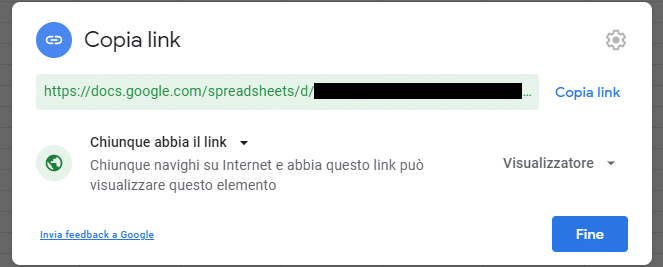 Copia link
https://docs.google.com/spreadsheets/d/ ...
Copia link
Chiunque abbia il link
Chiunque navighi su Internet e abbia questo link può
visualizzare questo elemento
Visualizzatore
Invia feedback a Google
Fine